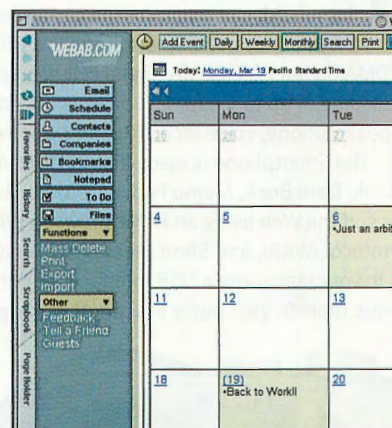 WEBAB.COM
Add Event Daily Weekly Monthly Search Print
Today: Monday, Mar 19 Pacific Standard Time
Email
Schedule
Contacts
Companies
Bookmarks
Notepad
To Do
Files
Functions
Mass Delete
Print
Export
Import
Other
Feedback
Tell a Friend
Guests
Favorites
History
Search
Scrapbook
Page Holder
Sun Mon Tue
25 26 27
4 5 6
•Just an arbit
11 12 13
18 (19) 20
•Back to Work!!